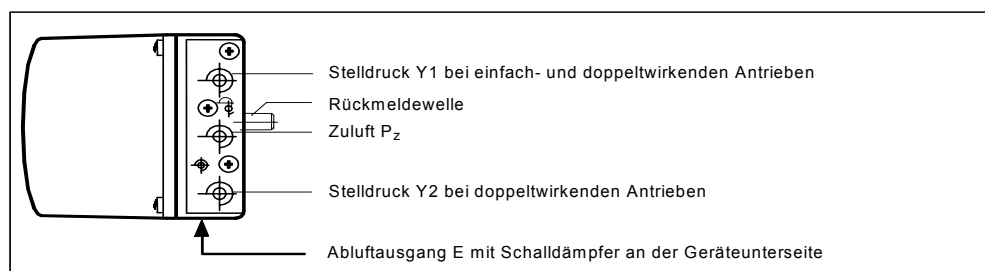 Stelldruck Y1 bei einfach- und doppeltwirkenden Antrieben
Rückmeldewelle
Zuluft Pz
Stelldruck Y2 bei doppeltwirkenden Antrieben
Abluftausgang E mit Schalldämpfer an der Geräteunterseite